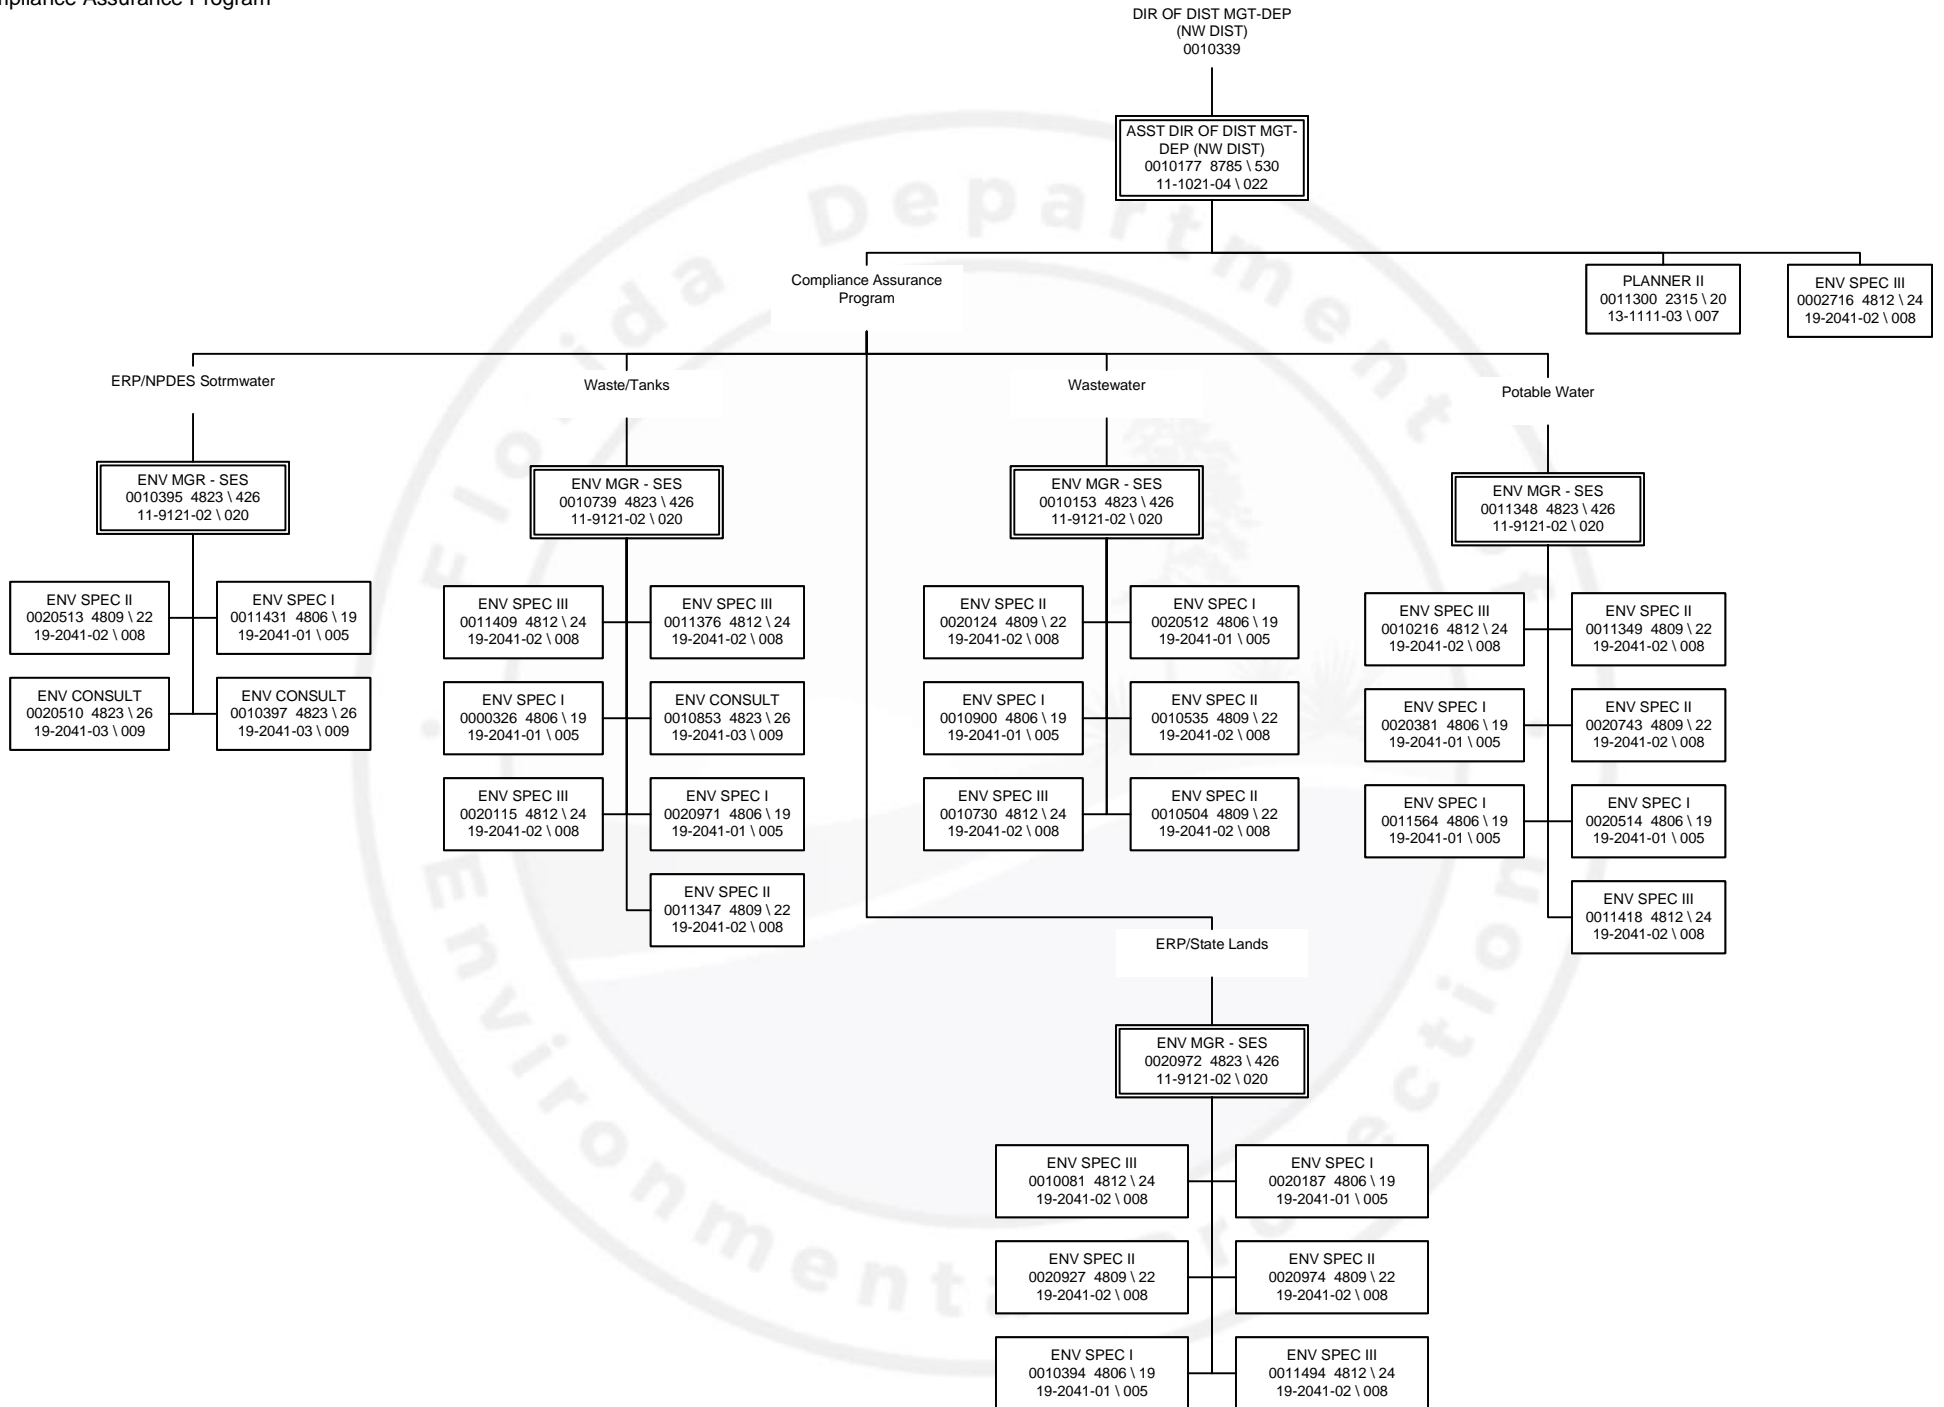 mpliance Assurance Program
DIR OF DIST MGT-DEP
(NW DIST)
0010339
ASST DIR OF DIST MGT-
DEP (NW DIST)
0010177 8785 \ 530
11-1021-04 \ 022
Compliance Assurance
Program
PLANNER II
0011300 2315 \ 20
13-1111-03 \ 007
ENV SPEC III
0002716 4812 \ 24
19-2041-02 \ 008
ERP/NPDES Sotrmwater
ENV MGR - SES
0010395 4823 \ 426
11-9121-02 \ 020
ENV SPEC II
0020513 4809 \ 22
19-2041-02 \ 008
ENV SPEC I
0011431 4806 \ 19
19-2041-01 \ 005
ENV CONSULT
0020510 4823 \ 26
19-2041-03 \ 009
ENV CONSULT
0010397 4823 \ 26
19-2041-03 \ 009
Waste/Tanks
ENV MGR - SES
0010739 4823 \ 426
11-9121-02 \ 020
ENV SPEC III
0011409 4812 \ 24
19-2041-02 \ 008
ENV SPEC III
0011376 4812 \ 24
19-2041-02 \ 008
ENV SPEC I
0000326 4806 \ 19
19-2041-01 \ 005
ENV CONSULT
0010853 4823 \ 26
19-2041-03 \ 009
ENV SPEC III
0020115 4812 \ 24
19-2041-02 \ 008
ENV SPEC I
0020971 4806 \ 19
19-2041-01 \ 005
ENV SPEC II
0011347 4809 \ 22
19-2041-02 \ 008
Wastewater
ENV MGR - SES
0010153 4823 \ 426
11-9121-02 \ 020
ENV SPEC II
0020124 4809 \ 22
19-2041-02 \ 008
ENV SPEC I
0020512 4806 \ 19
19-2041-01 \ 005
ENV SPEC I
0010900 4806 \ 19
19-2041-01 \ 005
ENV SPEC II
0010535 4809 \ 22
19-2041-02 \ 008
ENV SPEC III
0010730 4812 \ 24
19-2041-02 \ 008
ENV SPEC II
0010504 4809 \ 22
19-2041-02 \ 008
Potable Water
ENV MGR - SES
0011348 4823 \ 426
11-9121-02 \ 020
ENV SPEC III
0010216 4812 \ 24
19-2041-02 \ 008
ENV SPEC II
0011349 4809 \ 22
19-2041-02 \ 008
ENV SPEC I
0020381 4806 \ 19
19-2041-01 \ 005
ENV SPEC II
0020743 4809 \ 22
19-2041-02 \ 008
ENV SPEC I
0011564 4806 \ 19
19-2041-01 \ 005
ENV SPEC I
0020514 4806 \ 19
19-2041-01 \ 005
ENV SPEC III
0011418 4812 \ 24
19-2041-02 \ 008
ERP/State Lands
ENV MGR - SES
0020972 4823 \ 426
11-9121-02 \ 020
ENV SPEC III
0010081 4812 \ 24
19-2041-02 \ 008
ENV SPEC I
0020187 4806 \ 19
19-2041-01 \ 005
ENV SPEC II
0020927 4809 \ 22
19-2041-02 \ 008
ENV SPEC II
0020974 4809 \ 22
19-2041-02 \ 008
ENV SPEC I
0010394 4806 \ 19
19-2041-01 \ 005
ENV SPEC III
0011494 4812 \ 24
19-2041-02 \ 008
Florida Department of
Environmental Protection